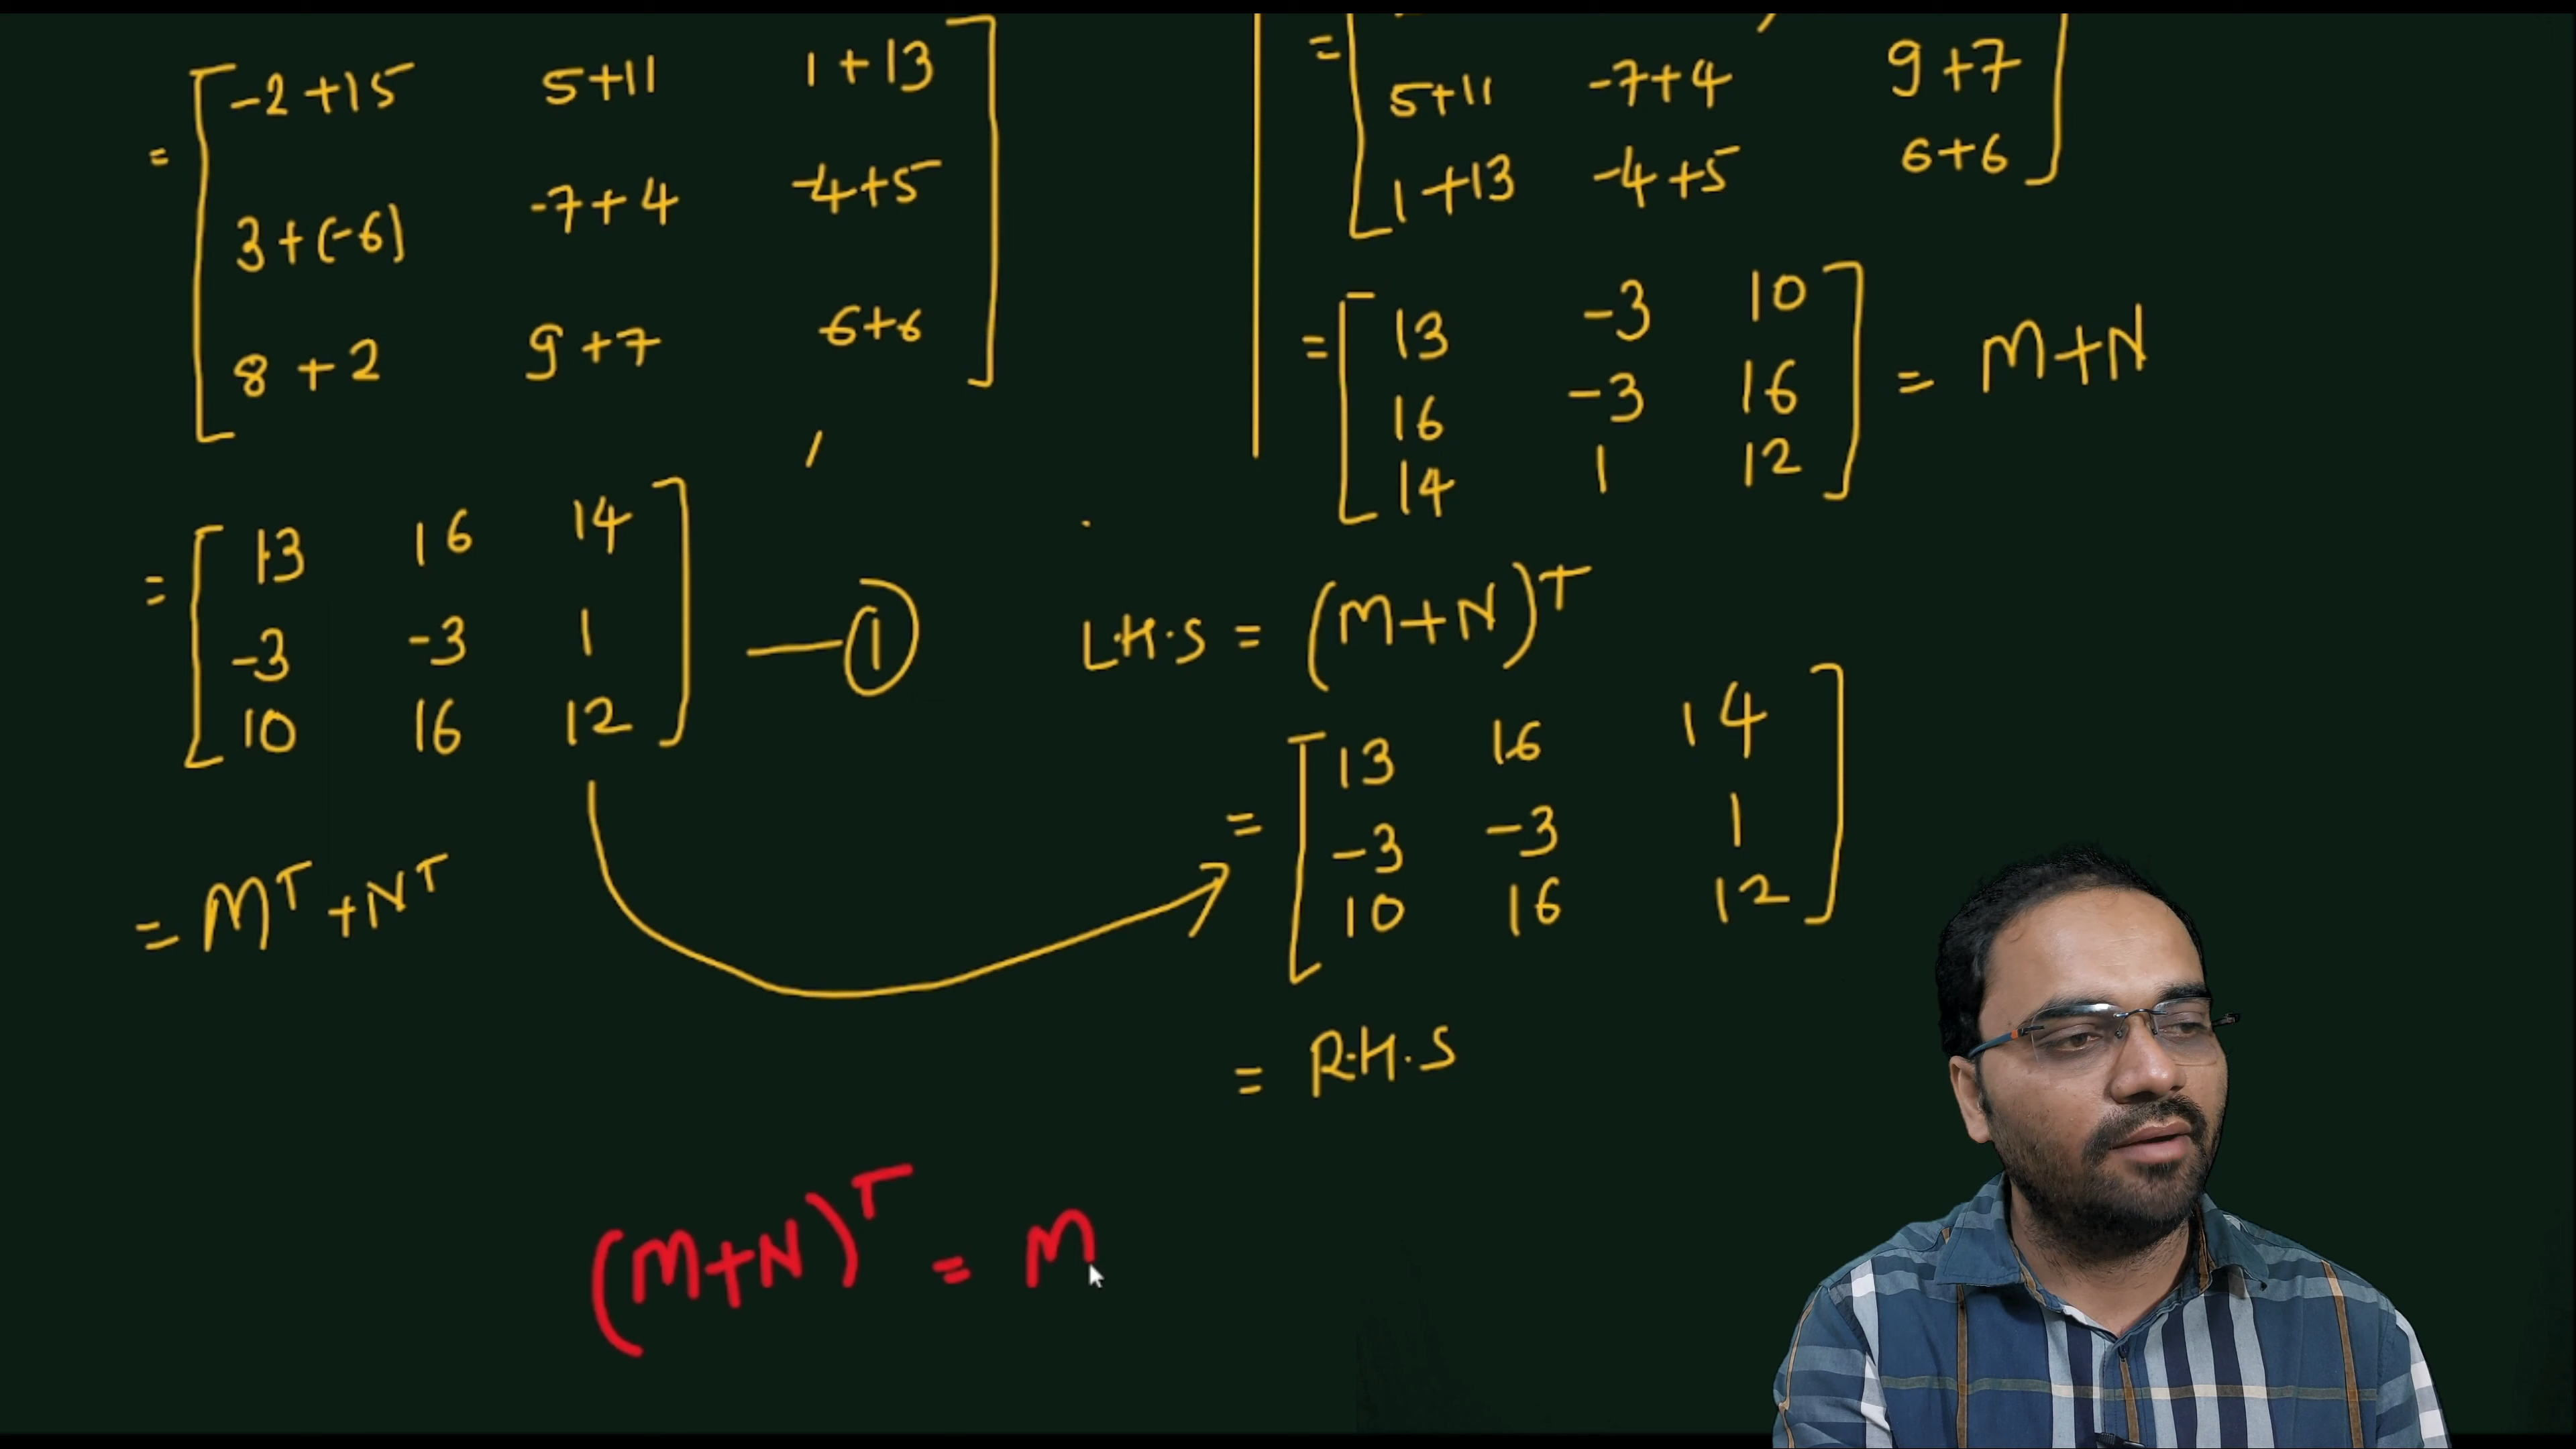 = [ -2+15 5+11 1+13
3+(-6) -7+4 -4+5
8+2 9+7 6+6 ]
= [ 13 16 14
-3 -3 1
10 16 12 ] — ①
= Mᵀ+Nᵀ
= [
5+11 -7+4 9+7
1+13 -4+5 6+6 ]
= [ 13 -3 10
16 -3 16
14 1 12 ] = M+N
L.H.S = (M+N)ᵀ
= [ 13 16 14
-3 -3 1
10 16 12 ]
= R.H.S
(M+N)ᵀ = M